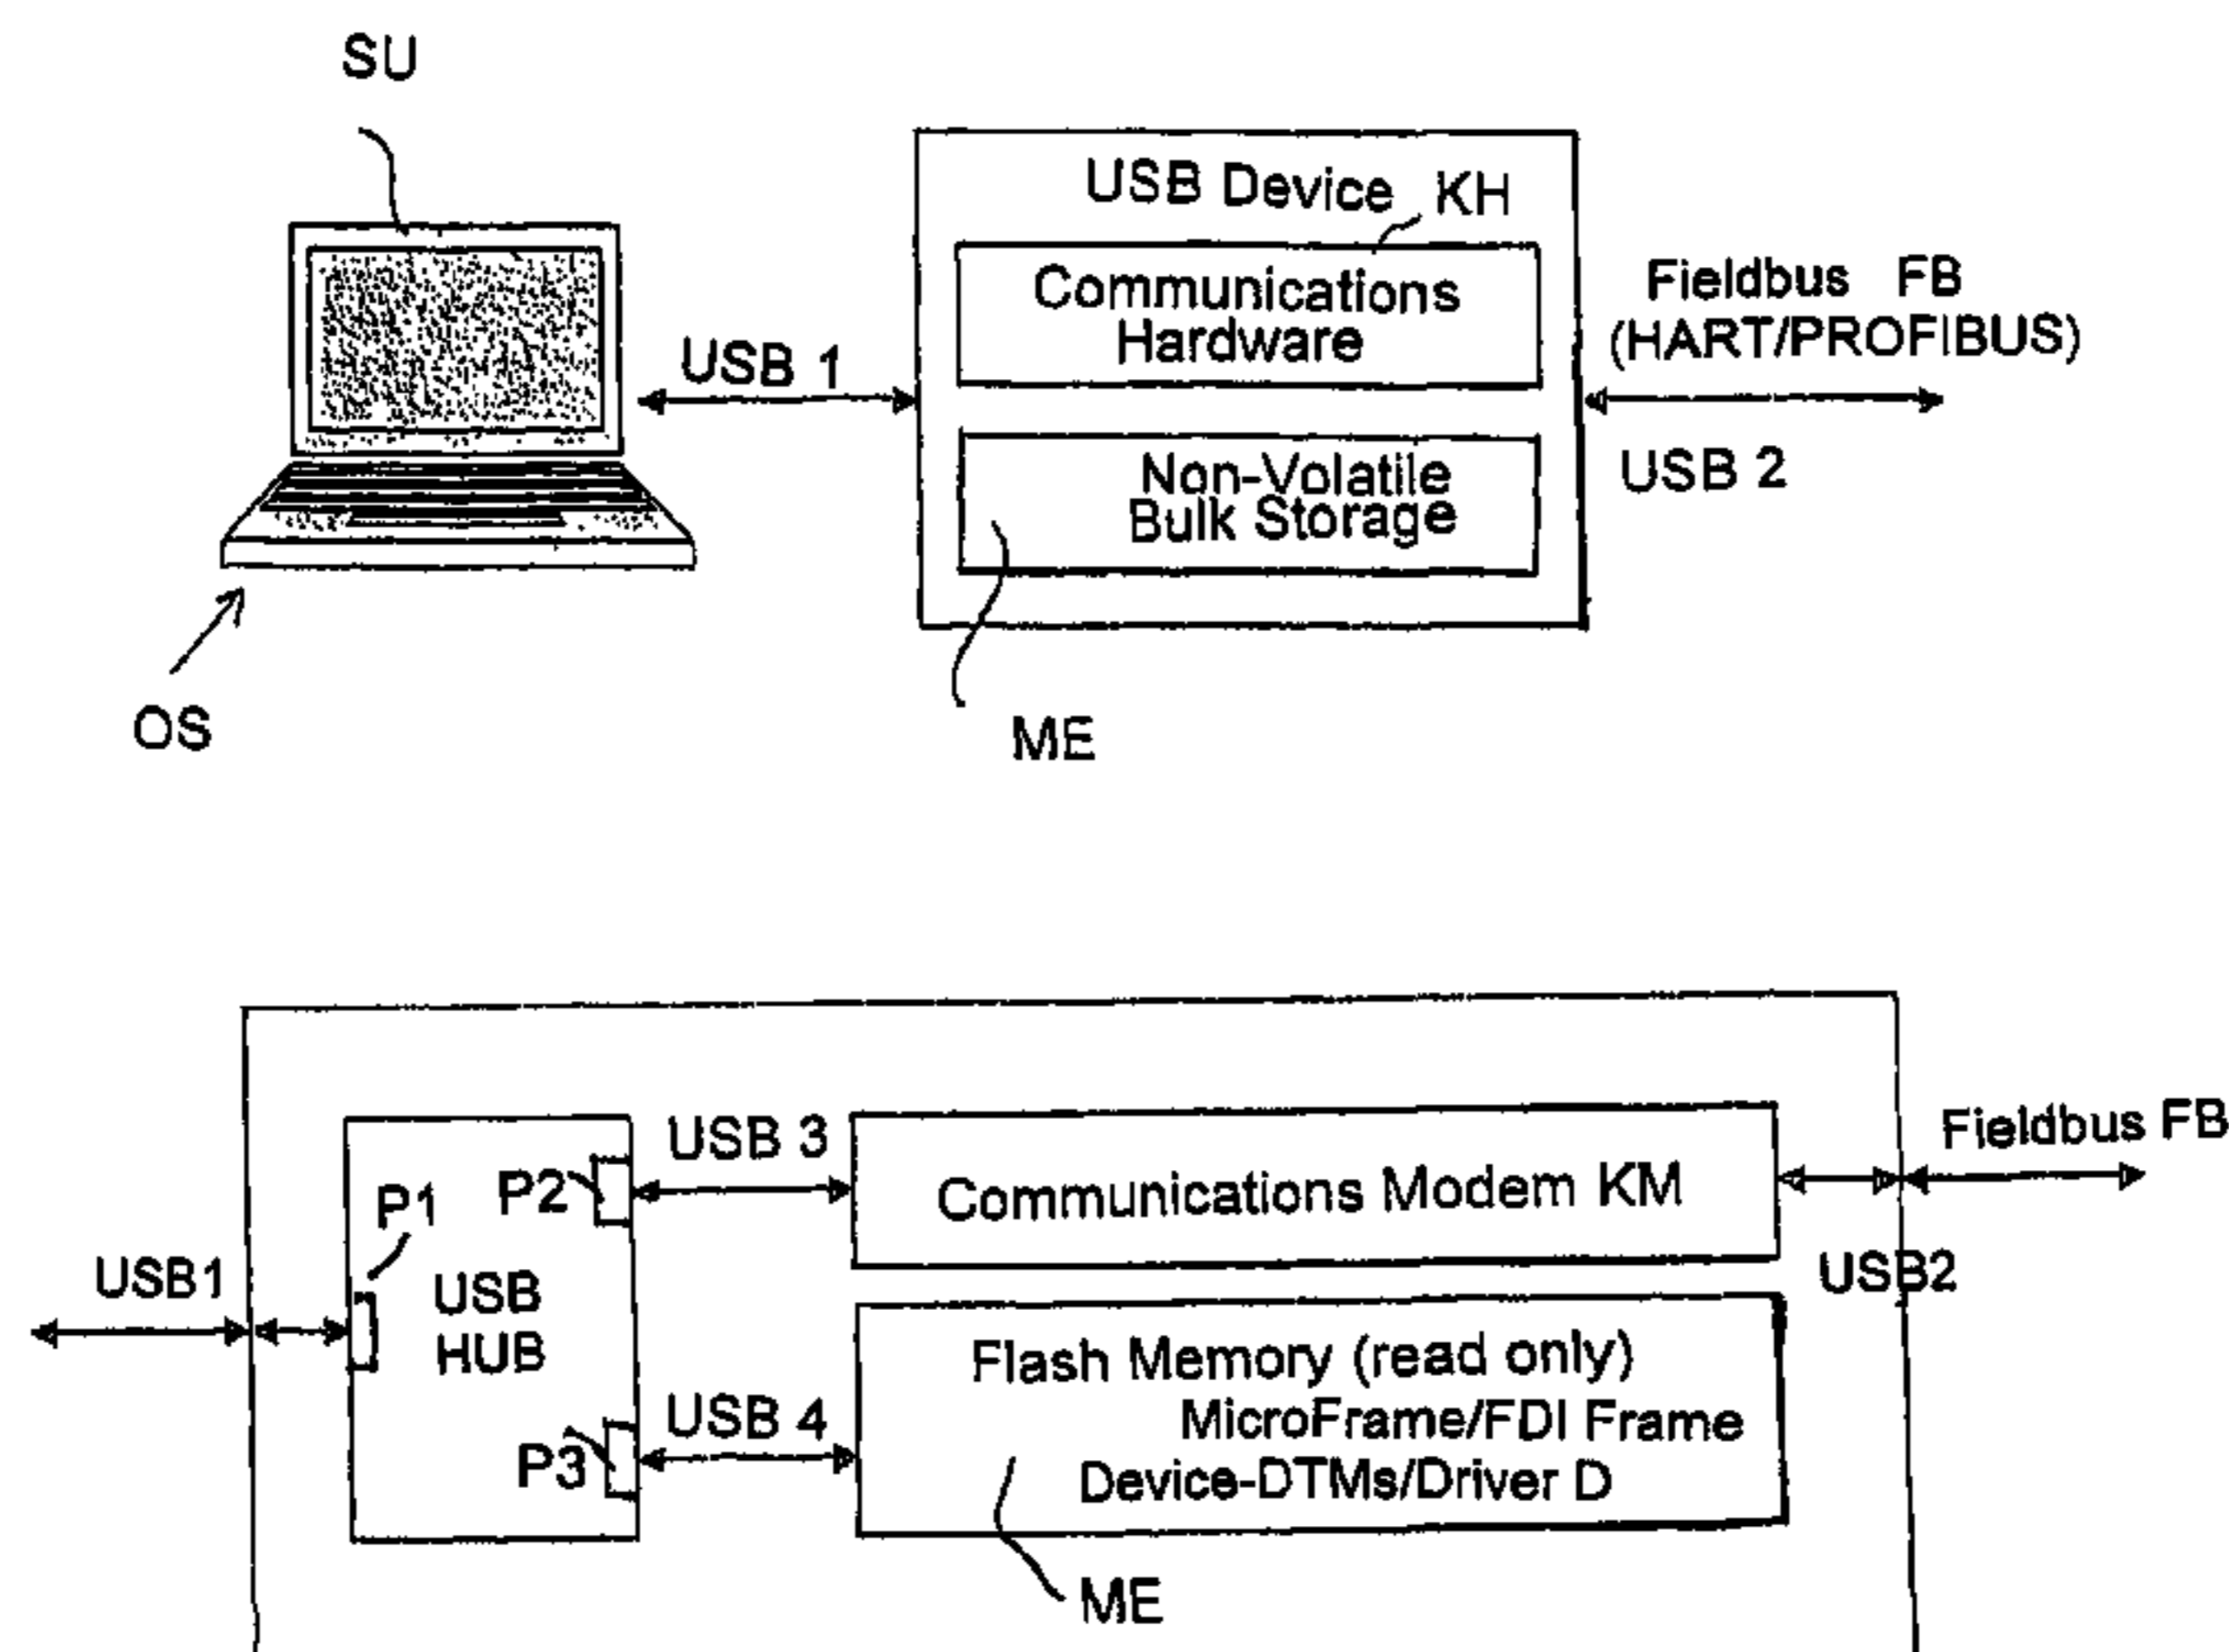 SU
USB Device KH
Communications
Hardware
Fieldbus FB
(HART/PROFIBUS)
USB 1
USB 2
Non-Volatile
Bulk Storage
OS
ME
USB 3
Fieldbus FB
P2
Communications Modem KM
P1
USB1
USB
HUB
USB2
Flash Memory (read only)
MicroFrame/FDI Frame
USB 4
P3
Device-DTMs/Driver D
ME